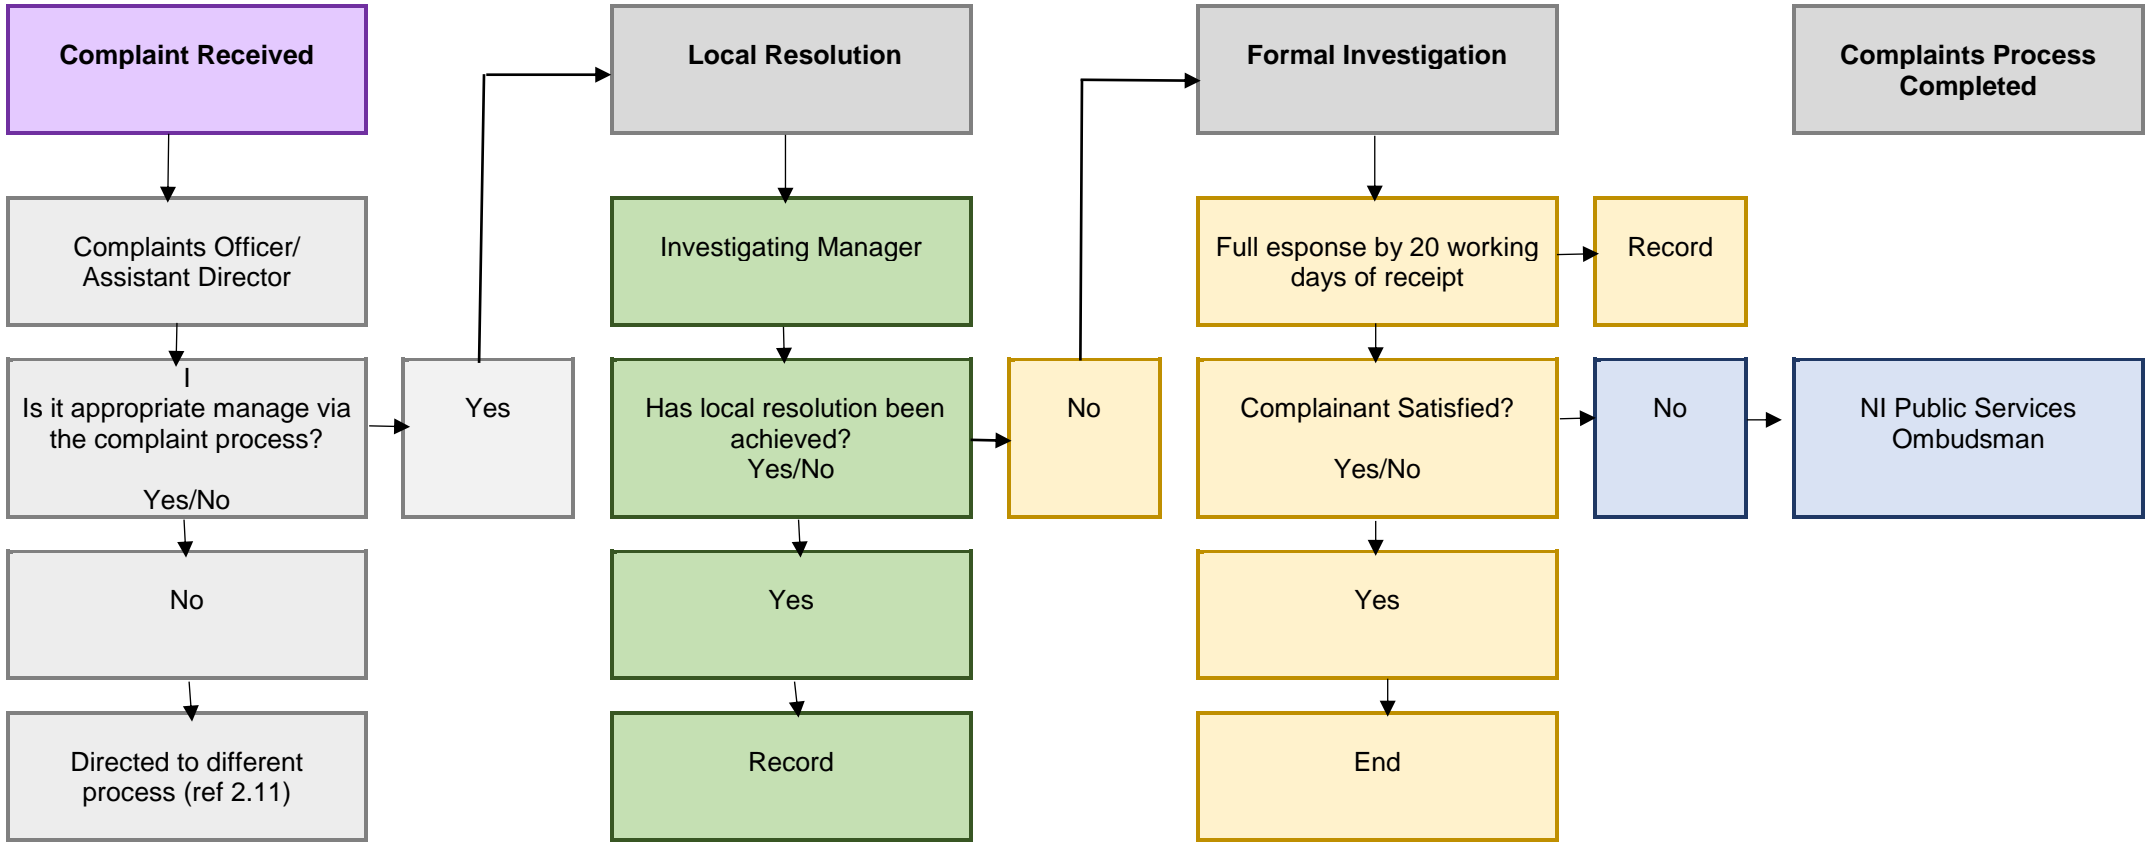 Complaint Received
Local Resolution
Formal Investigation
Complaints Process
Completed
Complaints Officer/
Assistant Director
Investigating Manager
Full esponse by 20 working
days of receipt
Record
I
Is it appropriate manage via
the complaint process?
Yes/No
Yes
Has local resolution been
achieved?
Yes/No
No
Complainant Satisfied?
Yes/No
No
NI Public Services
Ombudsman
No
Yes
Yes
Directed to different
process (ref 2.11)
Record
End